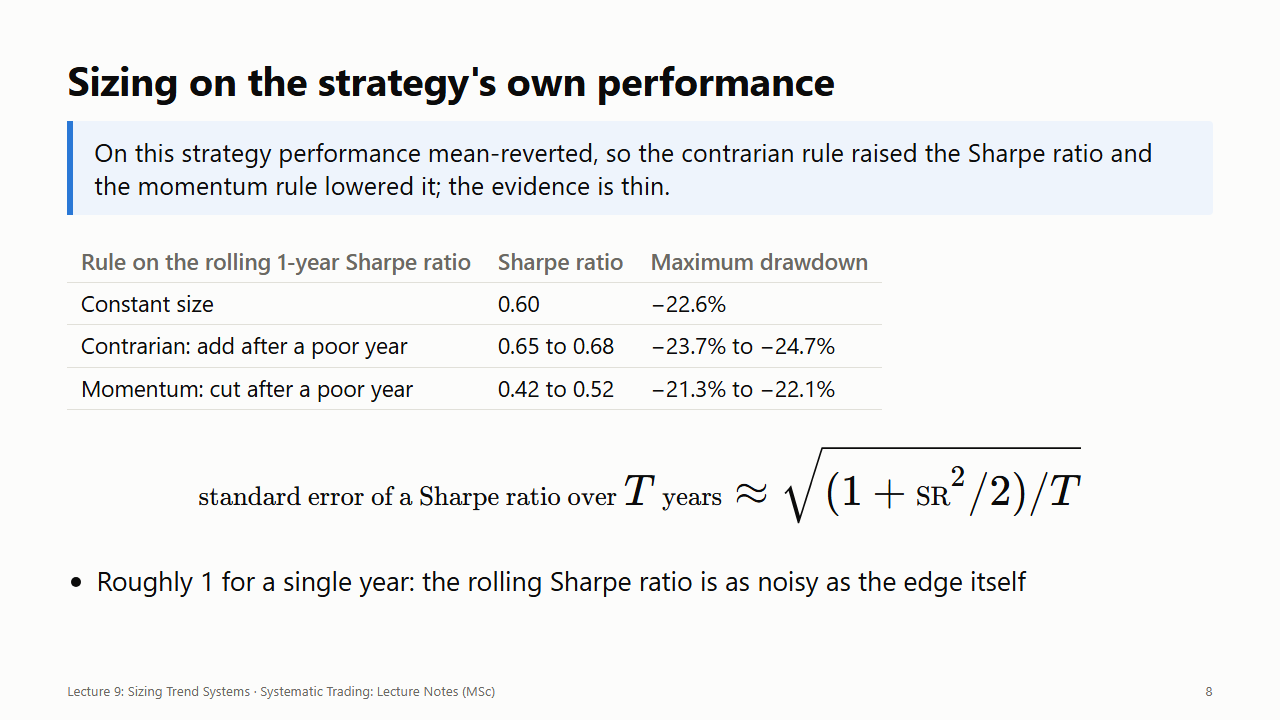 Sizing on the strategy's own performance
On this strategy performance mean-reverted, so the contrarian rule raised the Sharpe ratio and
the momentum rule lowered it; the evidence is thin.
Rule on the rolling 1-year Sharpe ratio Sharpe ratio Maximum drawdown
Constant size 0.60 −22.6%
Contrarian: add after a poor year 0.65 to 0.68 −23.7% to −24.7%
Momentum: cut after a poor year 0.42 to 0.52 −21.3% to −22.1%
standard error of a Sharpe ratio over T years ≈ √(1 + SR²/2)/T
• Roughly 1 for a single year: the rolling Sharpe ratio is as noisy as the edge itself
Lecture 9: Sizing Trend Systems · Systematic Trading: Lecture Notes (MSc) 8